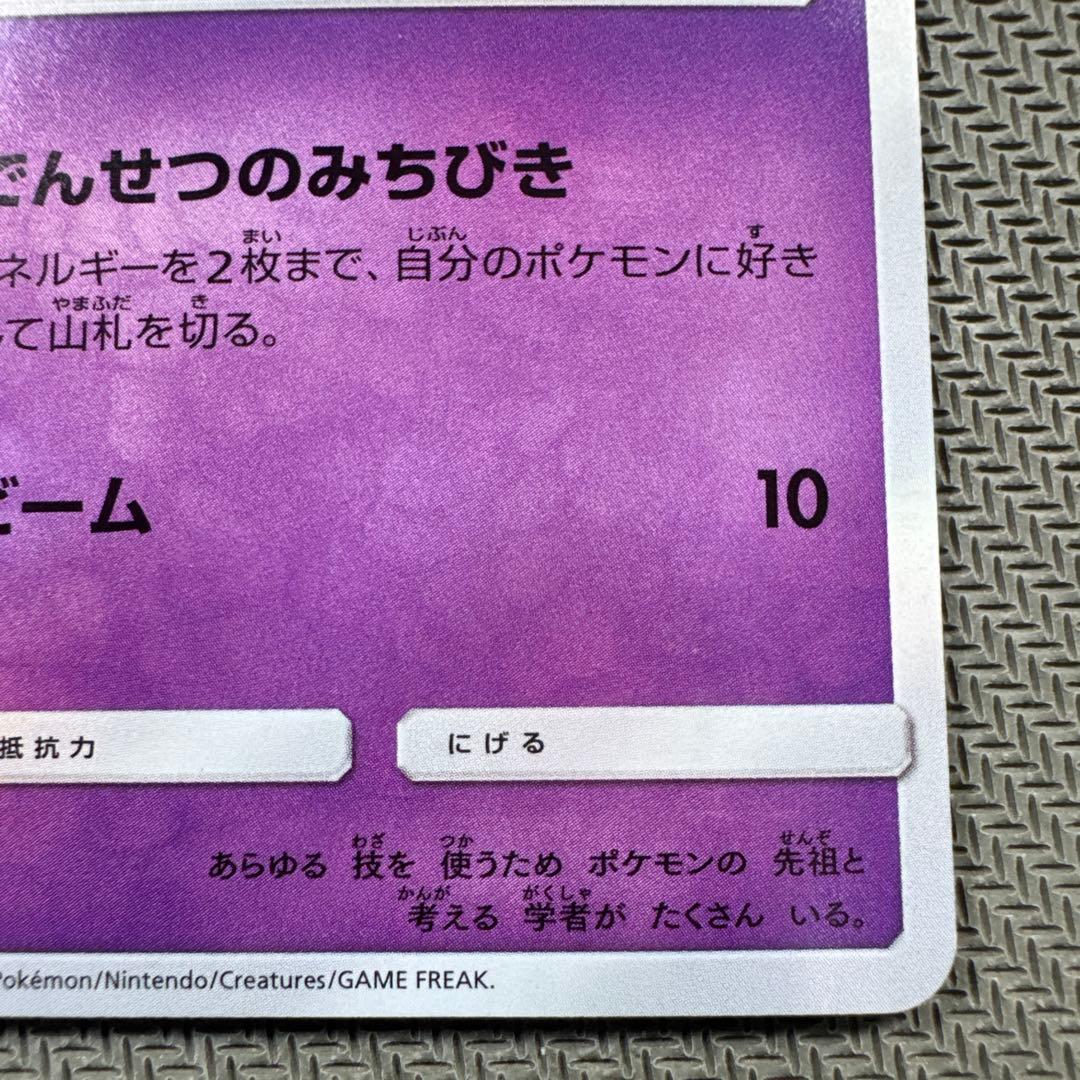 でんせつのみちびき
ネルギーを2枚まで、自分のポケモンに好き
まい じぶん す
して山札を切る。
やまふだ き
ビーム 10
抵抗力 にげる
あらゆる 技を 使うため ポケモンの 先祖と
わざ つか せんぞ
考える 学者が たくさん いる。
かんが がくしゃ
Pokémon/Nintendo/Creatures/GAME FREAK.